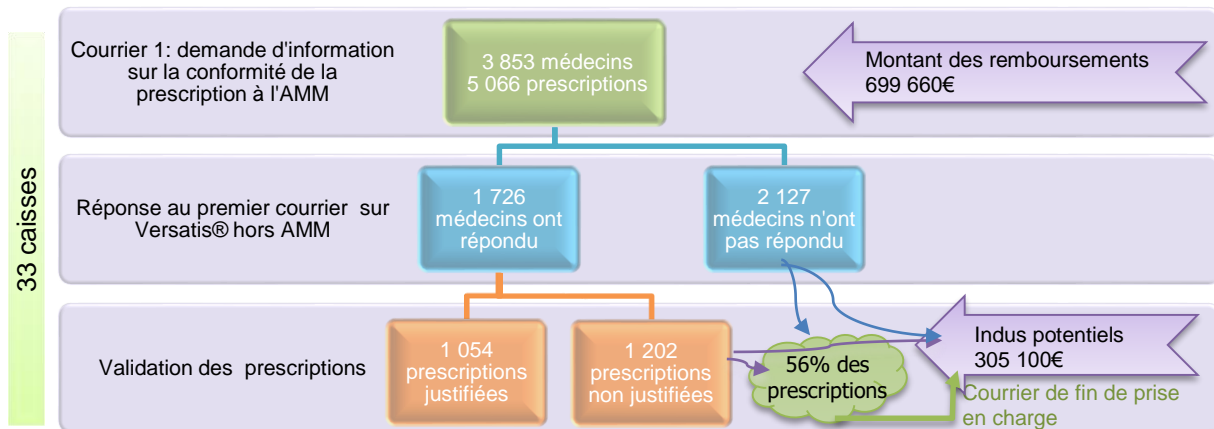 33 caisses
Courrier 1: demande d'information
sur la conformité de la
prescription à l'AMM
3 853 médecins
5 066 prescriptions
Montant des remboursements
699 660€
Réponse au premier courrier sur
Versatis® hors AMM
1 726
médecins ont
répondu
2 127
médecins n'ont
pas répondu
Validation des prescriptions
1 054
prescriptions
justifiées
1 202
prescriptions
non justifiées
56% des
prescriptions
Indus potentiels
305 100€
Courrier de fin de prise
en charge